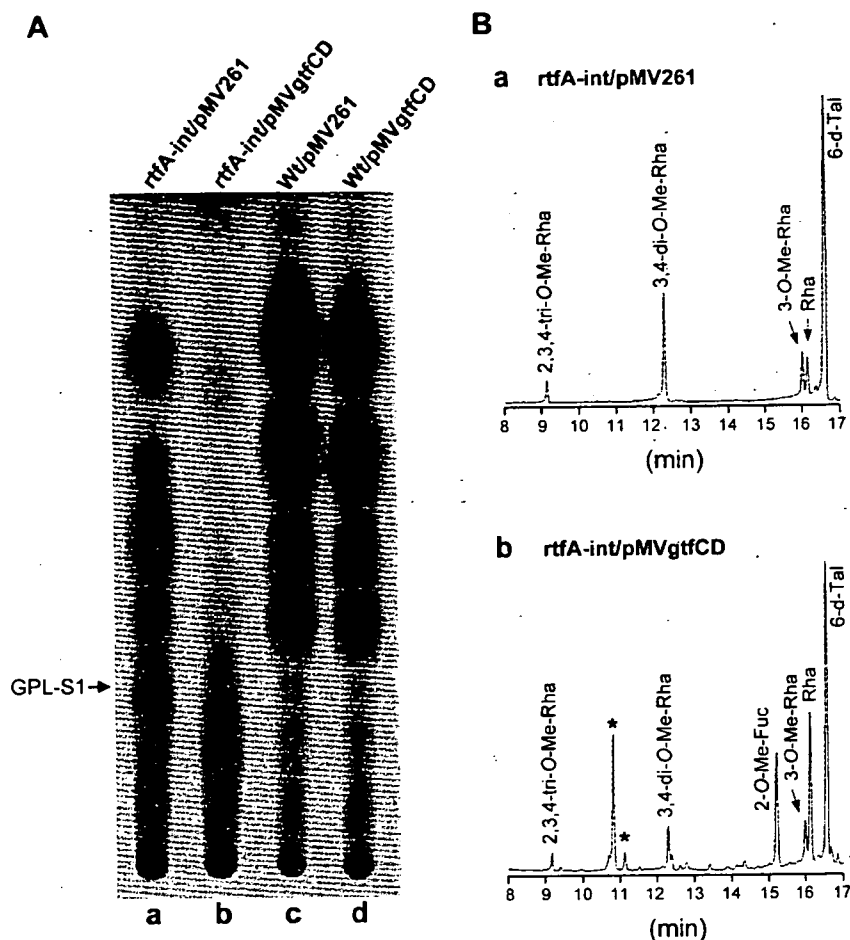 A
rtfA-int/pMV261
rtfA-int/pMVgtfCD
Wt/pMV261
Wt/pMVgtfCD
GPL-S1
a b c d
B
a rtfA-int/pMV261
2,3,4-tri-O-Me-Rha
3,4-di-O-Me-Rha
3-O-Me-Rha
Rha
6-d-Tal
8 9 10 11 12 13 14 15 16 17
(min)
b rtfA-int/pMVgtfCD
2,3,4-tri-O-Me-Rha
*
*
3,4-di-O-Me-Rha
2-O-Me-Fuc
3-O-Me-Rha
Rha
6-d-Tal
8 9 10 11 12 13 14 15 16 17
(min)